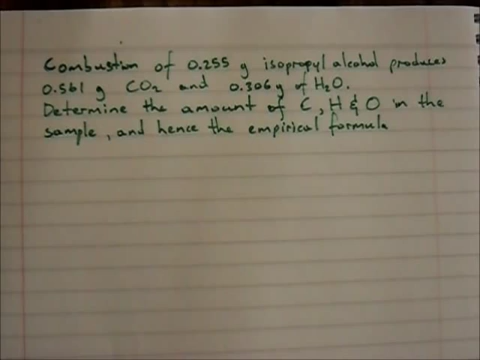 Combustion of 0.255 g isopropyl alcohol produces
0.561 g CO2 and 0.306 g of H2O.
Determine the amount of C, H & O in the
sample, and hence the empirical formula